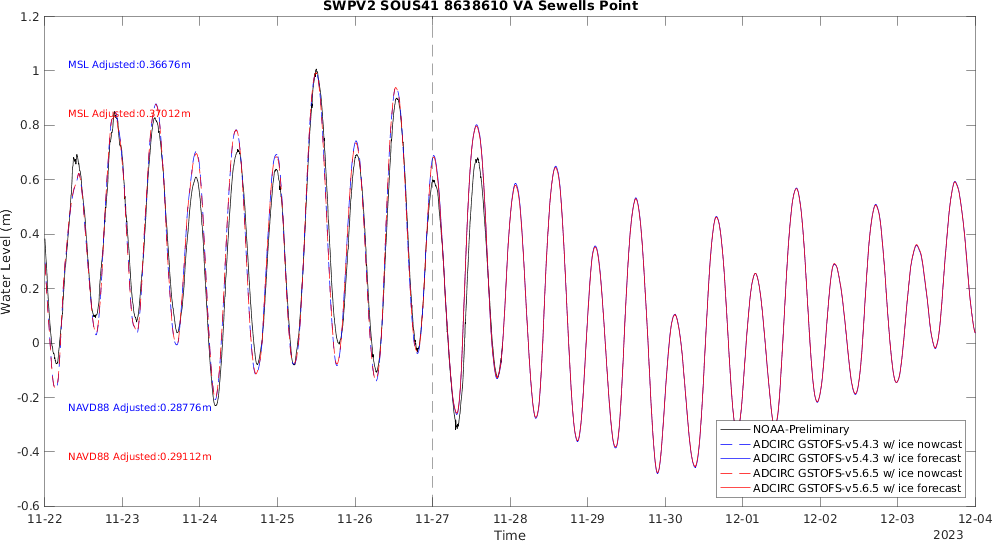 SWPV2 SOUS41 8638610 VA Sewells Point
Water Level (m)
1.2
1
0.8
0.6
0.4
0.2
0
-0.2
-0.4
-0.6
MSL Adjusted:0.36676m
MSL Adjusted:0.37012m
NAVD88 Adjusted:0.28776m
NAVD88 Adjusted:0.29112m
NOAA-Preliminary
ADCIRC GSTOFS-v5.4.3 w/ ice nowcast
ADCIRC GSTOFS-v5.4.3 w/ ice forecast
ADCIRC GSTOFS-v5.6.5 w/ ice nowcast
ADCIRC GSTOFS-v5.6.5 w/ ice forecast
11-22 11-23 11-24 11-25 11-26 11-27 11-28 11-29 11-30 12-01 12-02 12-03 12-04
Time
2023